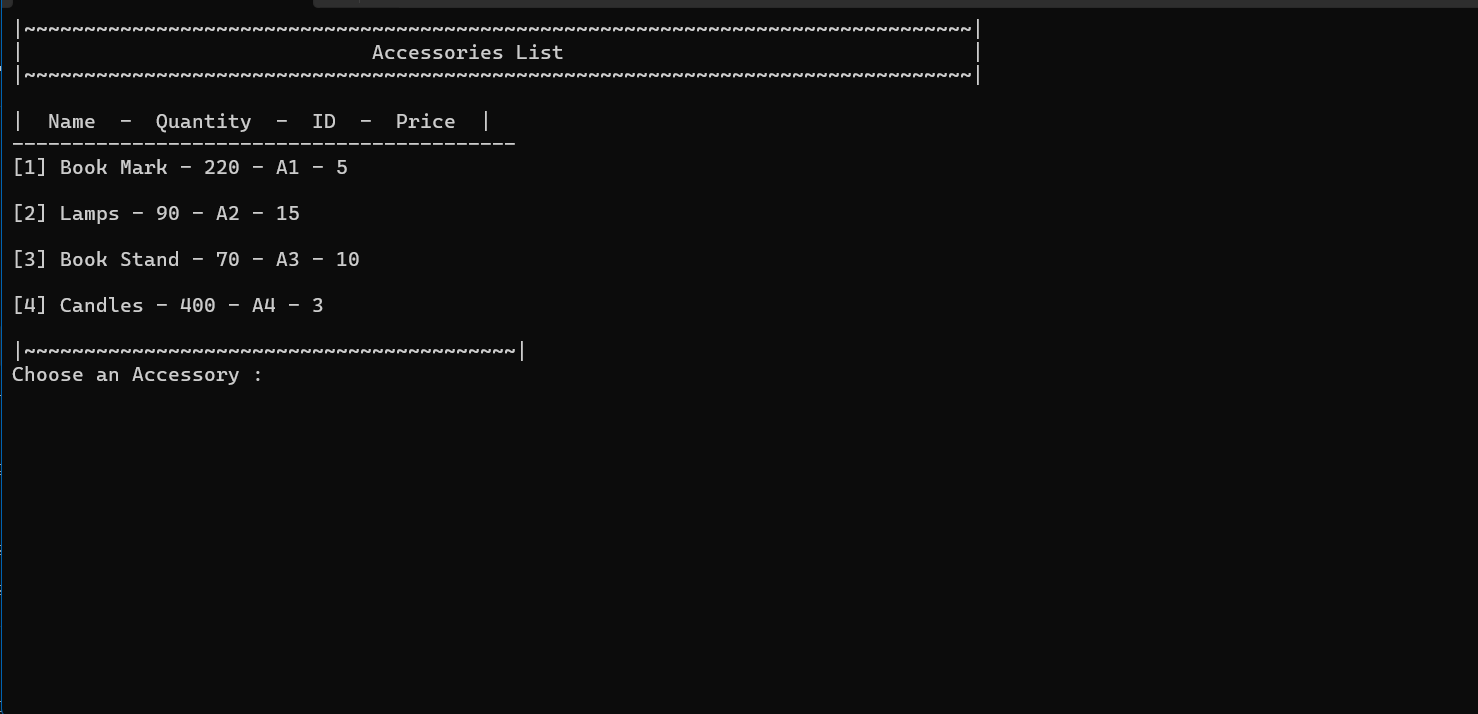 |~~~~~~~~~~~~~~~~~~~~~~~~~~~~~~~~~~~~~~~~~~~~~~~~~~~~~~~~~~~~~~~~~~~~~~~~~~~~~~~|
|                             Accessories List                                  |
|~~~~~~~~~~~~~~~~~~~~~~~~~~~~~~~~~~~~~~~~~~~~~~~~~~~~~~~~~~~~~~~~~~~~~~~~~~~~~~~|
|  Name  -  Quantity  -  ID  -  Price  |
------------------------------------------
[1] Book Mark - 220 - A1 - 5
[2] Lamps - 90 - A2 - 15
[3] Book Stand - 70 - A3 - 10
[4] Candles - 400 - A4 - 3
|~~~~~~~~~~~~~~~~~~~~~~~~~~~~~~~~~~~~~~~~~|
Choose an Accessory :